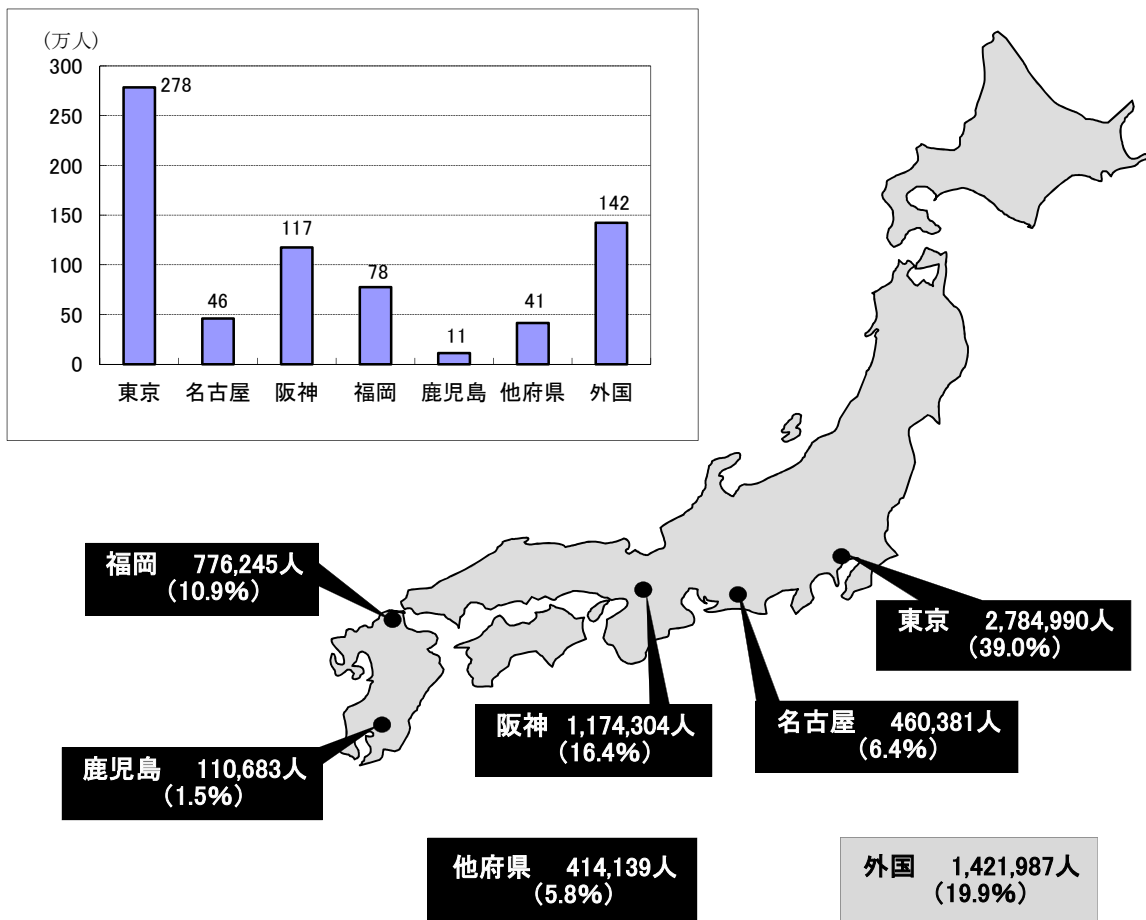 (万人)
300
250
200
150
100
50
0
278
46
117
78
11
41
142
東京 名古屋 阪神 福岡 鹿児島 他府県 外国
福岡 776,245人
(10.9%)
東京 2,784,990人
(39.0%)
阪神 1,174,304人
(16.4%)
名古屋 460,381人
(6.4%)
鹿児島 110,683人
(1.5%)
他府県 414,139人
(5.8%)
外国 1,421,987人
(19.9%)